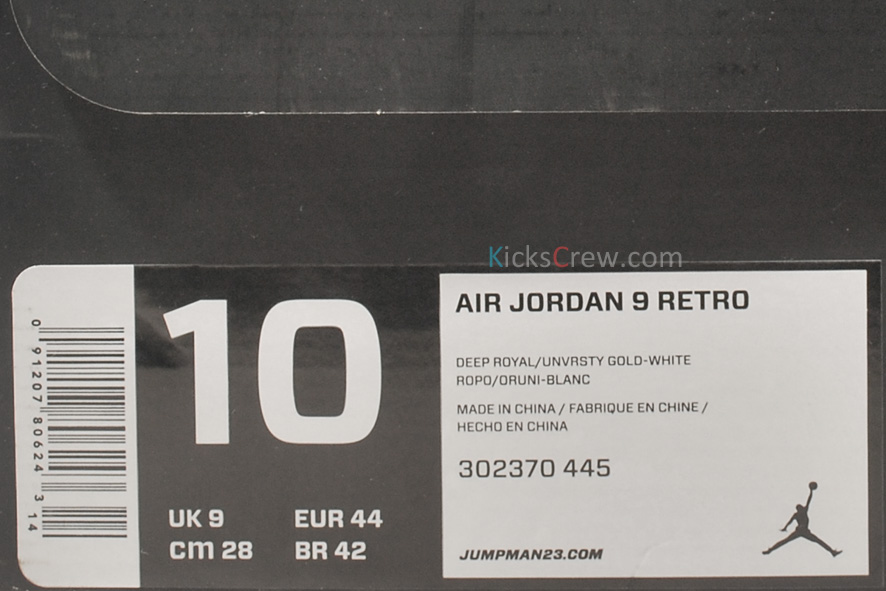 KicksCrew.com
0 91207 80624 3 14
10
UK 9 EUR 44
cm 28 BR 42
AIR JORDAN 9 RETRO
DEEP ROYAL/UNVRSTY GOLD-WHITE
ROPO/ORUNI-BLANC
MADE IN CHINA / FABRIQUE EN CHINE /
HECHO EN CHINA
302370 445
JUMPMAN23.COM